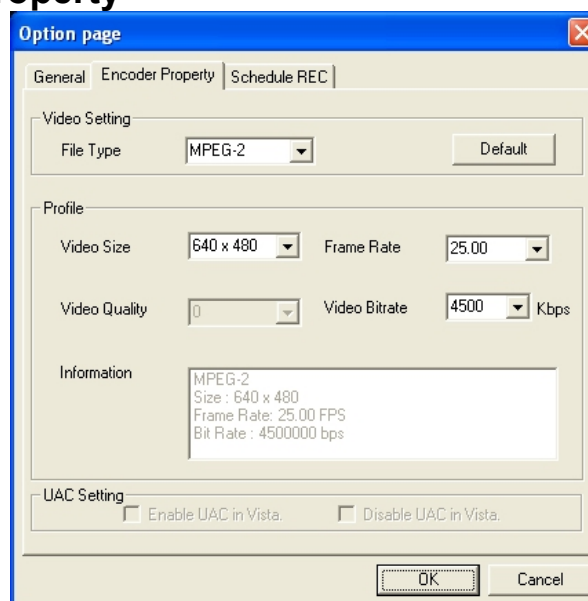 Option page
General Encoder Property Schedule REC
Video Setting
File Type MPEG-2 Default
Profile
Video Size 640 x 480 Frame Rate 25.00
Video Quality 0 Video Bitrate 4500 Kbps
Information
MPEG-2
Size : 640 x 480
Frame Rate: 25.00 FPS
Bit Rate : 4500000 bps
UAC Setting
Enable UAC in Vista. Disable UAC in Vista.
OK Cancel